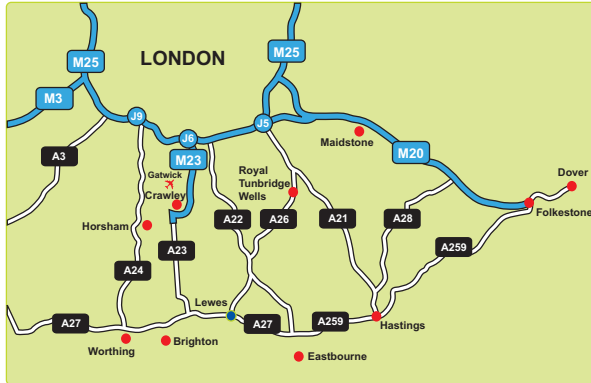 M25
LONDON
M25
M3
J9
J5
J6
Maidstone
A3
M23
M20
Gatwick
Crawley
Royal
Tunbridge
Wells
Dover
Folkestone
Horsham
A22
A26
A21
A28
A23
A259
A24
Lewes
A27
A27
A259
Hastings
Worthing
Brighton
Eastbourne